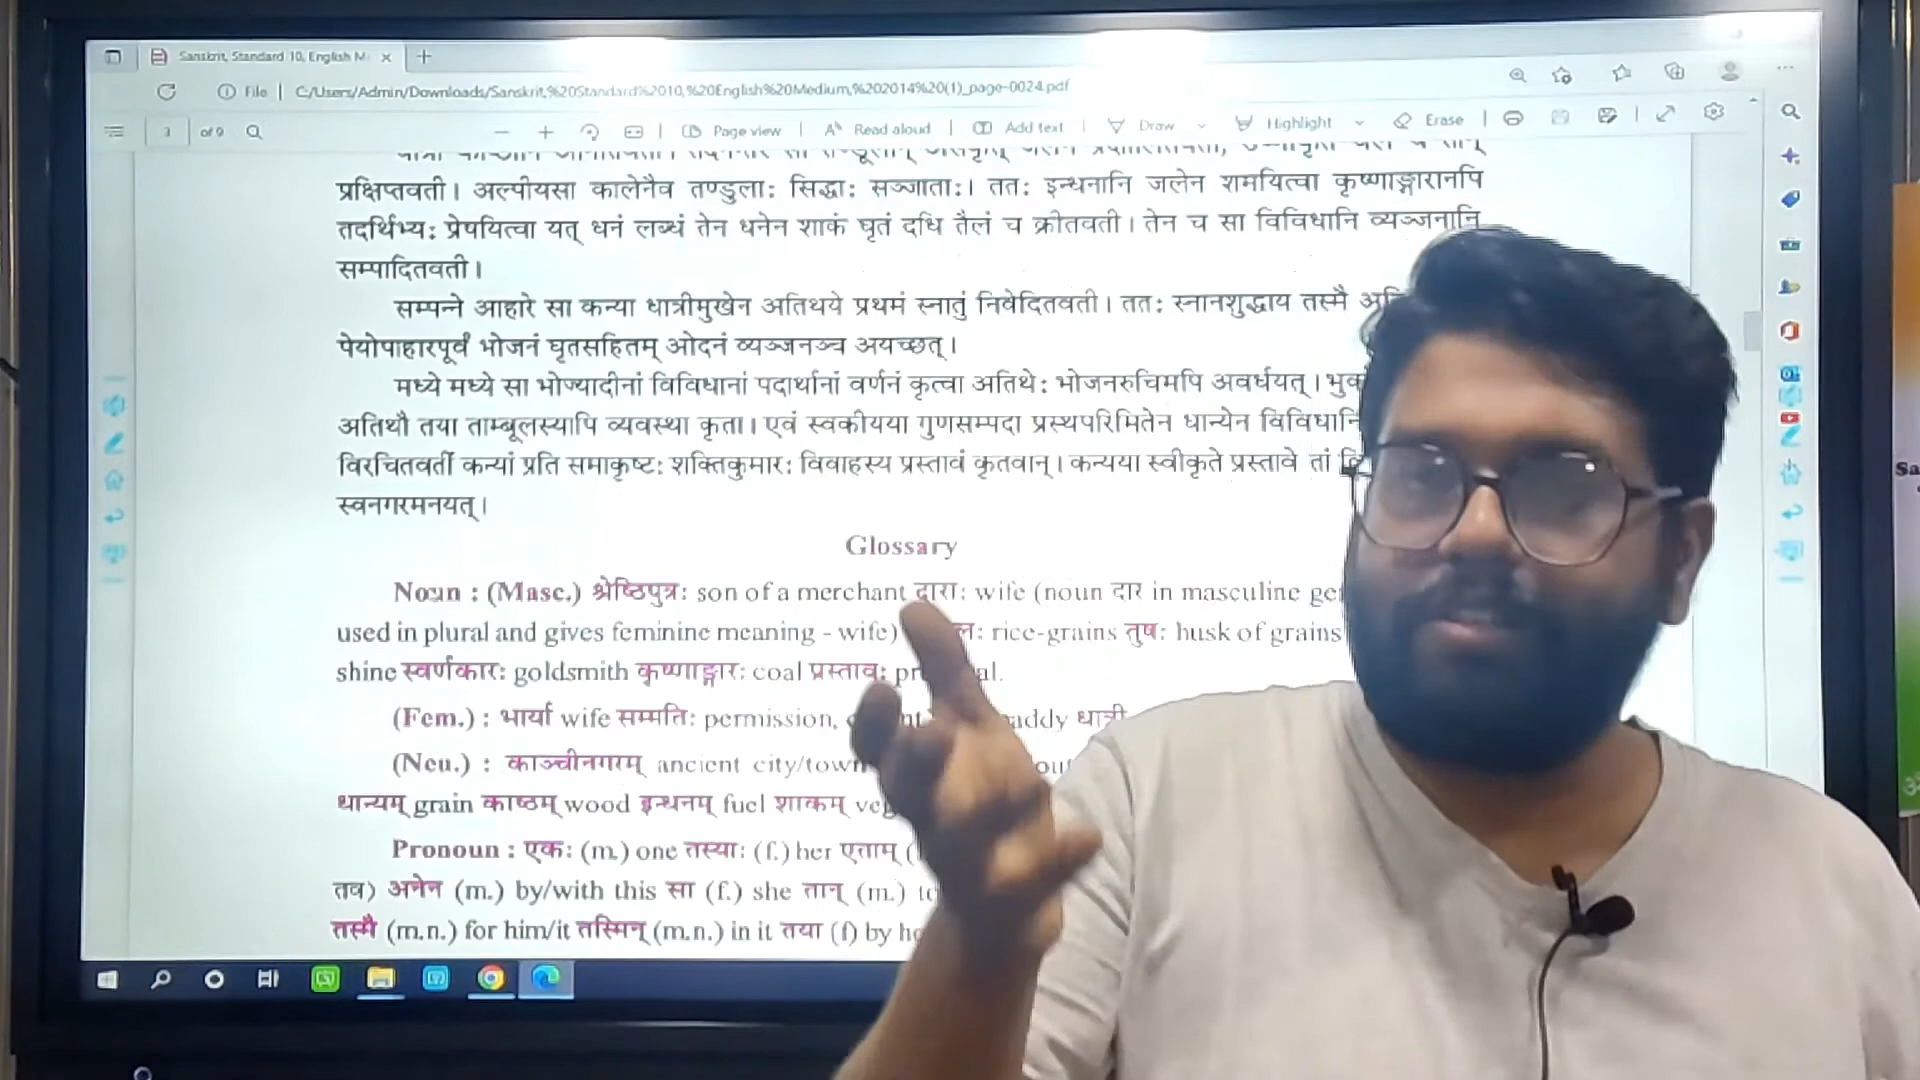 Sanskrit, Standard 10, English M
File | C:/Users/Admin/Downloads/Sanskrit,%20Standard%2010,%20English%20Medium,%202014%20(1)_page-0024.pdf
3 of 9 Page view Read aloud Add text Draw Highlight Erase
प्रक्षिप्तवती। अल्पीयसा कालेनैव तण्डुलाः सिद्धाः सञ्जाताः। ततः इन्धनानि जलेन शमयित्वा कृष्णाङ्गारानपि
तदर्थिभ्यः प्रेषयित्वा यत् धनं लब्धं तेन धनेन शाकं घृतं दधि तैलं च क्रीतवती। तेन च सा विविधानि व्यञ्जनानि
सम्पादितवती।
सम्पन्ने आहारे सा कन्या धात्रीमुखेन अतिथये प्रथमं स्नातुं निवेदितवती। ततः स्नानशुद्धाय तस्मै
पेयोपाहारपूर्वं भोजनं घृतसहितम् ओदनं व्यञ्जनञ्च अयच्छत्।
मध्ये मध्ये सा भोज्यादीनां विविधानां पदार्थानां वर्णनं कृत्वा अतिथेः भोजनरुचिमपि अवर्धयत्।
अतिथौ तया ताम्बूलस्यापि व्यवस्था कृता। एवं स्वकीयया गुणसम्पदा प्रस्थपरिमितेन धान्येन विविधानि
विरचितवतीं कन्यां प्रति समाकृष्टः शक्तिकुमारः विवाहस्य प्रस्तावं कृतवान्। कन्यया स्वीकृते प्रस्तावे तां
स्वनगरमनयत्।
Glossary
Noun : (Masc.) श्रेष्ठिपुत्रः son of a merchant दाराः wife (noun दार in masculine
used in plural and gives feminine meaning - wife) rice-grains तुषः husk of grains
shine स्वर्णकारः goldsmith कृष्णाङ्गारः coal प्रस्तावः
(Fem.) : भार्या wife सम्मतिः permission, धात्री
(Neu.) : काञ्चीनगरम् ancient city/town
धान्यम् grain काष्ठम् wood इन्धनम् fuel शाकम्
Pronoun : एकः (m.) one तस्याः (f.) her एताम्
तव) अनेन (m.) by/with this सा (f.) she तान् (m.)
तस्मै (m.n.) for him/it तस्मिन् (m.n.) in it तया (f) by